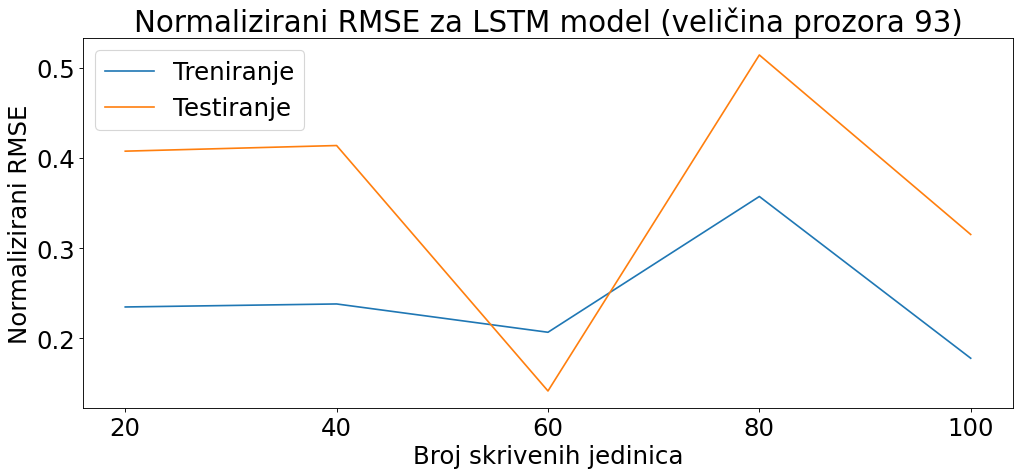 Normalizirani RMSE za LSTM model (veličina prozora 93)
Treniranje
Testiranje
Normalizirani RMSE
0.5
0.4
0.3
0.2
20 40 60 80 100
Broj skrivenih jedinica